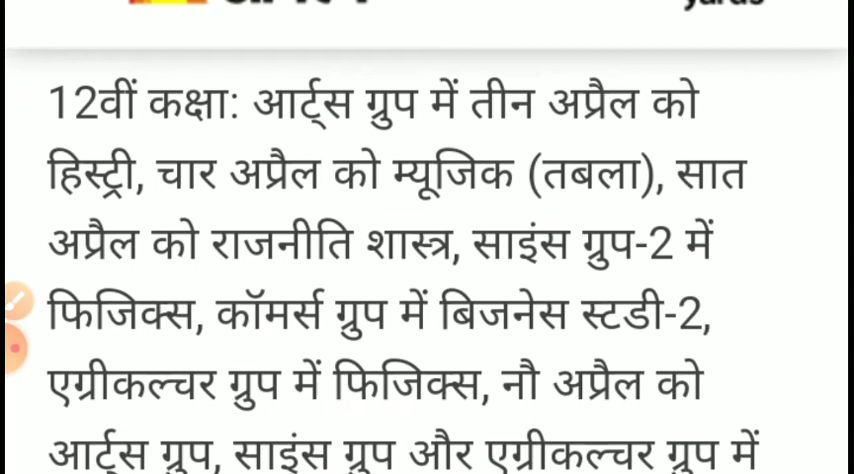 12वीं कक्षा: आर्ट्स ग्रुप में तीन अप्रैल को
हिस्ट्री, चार अप्रैल को म्यूजिक (तबला), सात
अप्रैल को राजनीति शास्त्र, साइंस ग्रुप-2 में
फिजिक्स, कॉमर्स ग्रुप में बिजनेस स्टडी-2,
एग्रीकल्चर ग्रुप में फिजिक्स, नौ अप्रैल को
आर्ट्स ग्रुप, साइंस ग्रुप और एग्रीकल्चर ग्रुप में